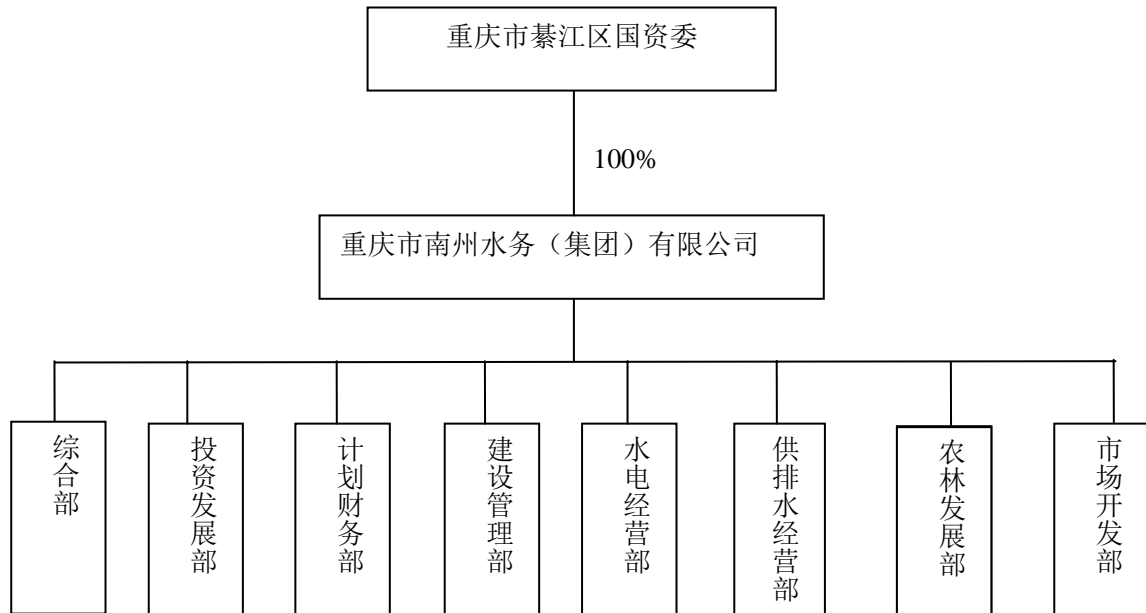 重庆市綦江区国资委
100%
重庆市南州水务（集团）有限公司
综合部
投资发展部
计划财务部
建设管理部
水电经营部
供排水经营部
农林发展部
市场开发部